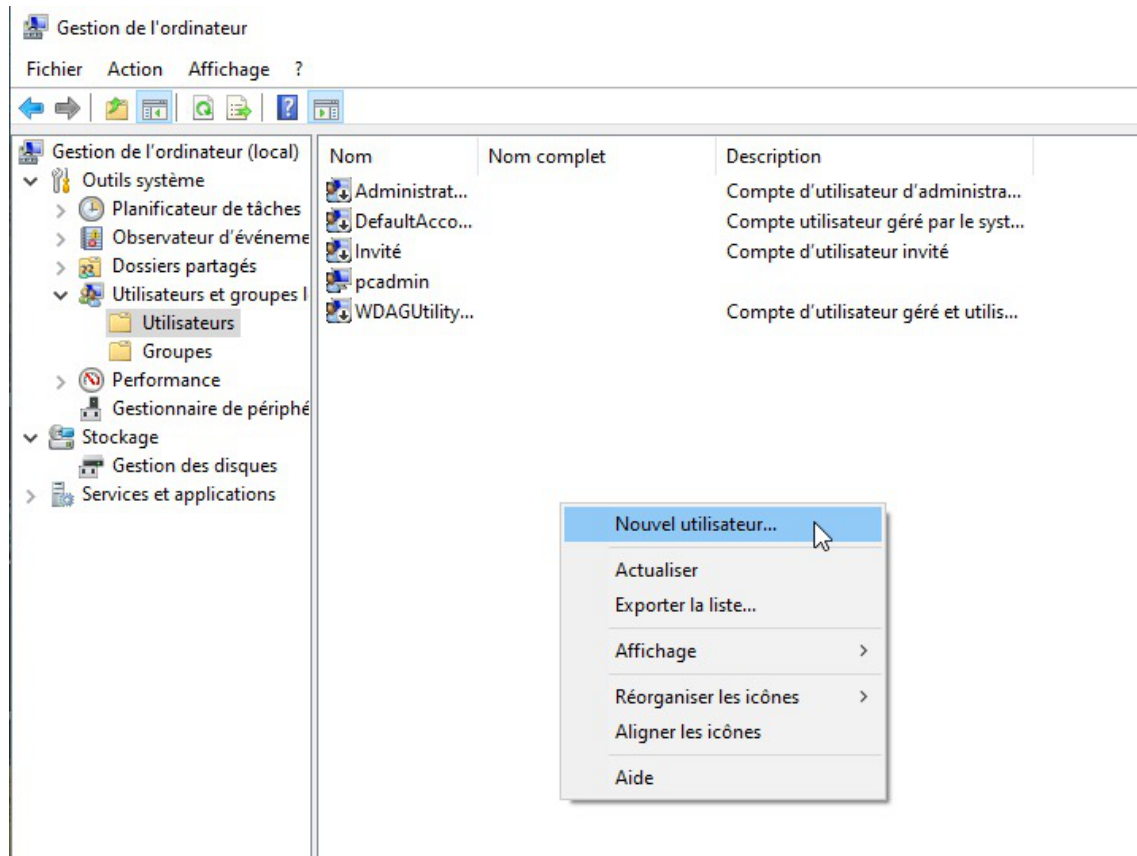 Gestion de l'ordinateur
Fichier Action Affichage ?
Gestion de l'ordinateur (local)
Outils système
Planificateur de tâches
Observateur d'événeme
Dossiers partagés
Utilisateurs et groupes l
Utilisateurs
Groupes
Performance
Gestionnaire de périphé
Stockage
Gestion des disques
Services et applications
Nom Nom complet Description
Administrat... Compte d'utilisateur d'administra...
DefaultAcco... Compte utilisateur géré par le syst...
Invité Compte d'utilisateur invité
pcadmin
WDAGUtility... Compte d'utilisateur géré et utilis...
Nouvel utilisateur...
Actualiser
Exporter la liste...
Affichage
Réorganiser les icônes
Aligner les icônes
Aide